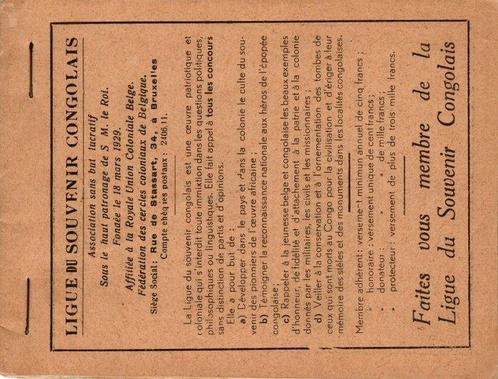 LIGUE DU SOUVENIR CONGOLAIS
Association sans but lucratif
Sous le haut patronage de S M. le Roi.
Fondée le 18 mars 1929.
Affiliée à la Royale Union Coloniale Belge.
Fédération des cercles coloniaux de Belgique.
Siège Social: Rue de Stassart, 3c, à Bruxelles
Compte chèques postaux: 2406.11.
La Ligue du souvenir congolais est une œuvre patriotique et
coloniale qui s'interdit toute immixtion dans les questions politiques,
philosophiques ou linguistiques. Elle fait appel à tous les concours
sans distinction de partis et d'opinions.
Elle a pour but de:
a) Développer dans le pays et dans la colonie le culte du sou-
venir des pionniers de l'œuvre africaine;
b) Témoigner la reconnaissance nationale aux héros de l'épopée
congolaise;
c) Rappeler à la jeunesse belge et congolaise les beaux exemples
d'honneur, de fidélité et d'attachement à la patrie et à la colonie
donnés par les militaires, les civils et les missionnaires;
d) Veiller à la conservation et à l'ornementation des tombes de
ceux qui sont morts au Congo pour la civilisation et d'ériger à leur
mémoire des stèles et des monuments dans les localités congolaises.
Membre adhérent: versement minimum annuel de cinq francs;
" honoraire: versement unique de cent francs;
" donateur: " " de mille francs;
" protecteur: versement de plus de trois mille francs.
Faites vous membre de la
Ligue du Souvenir Congolais